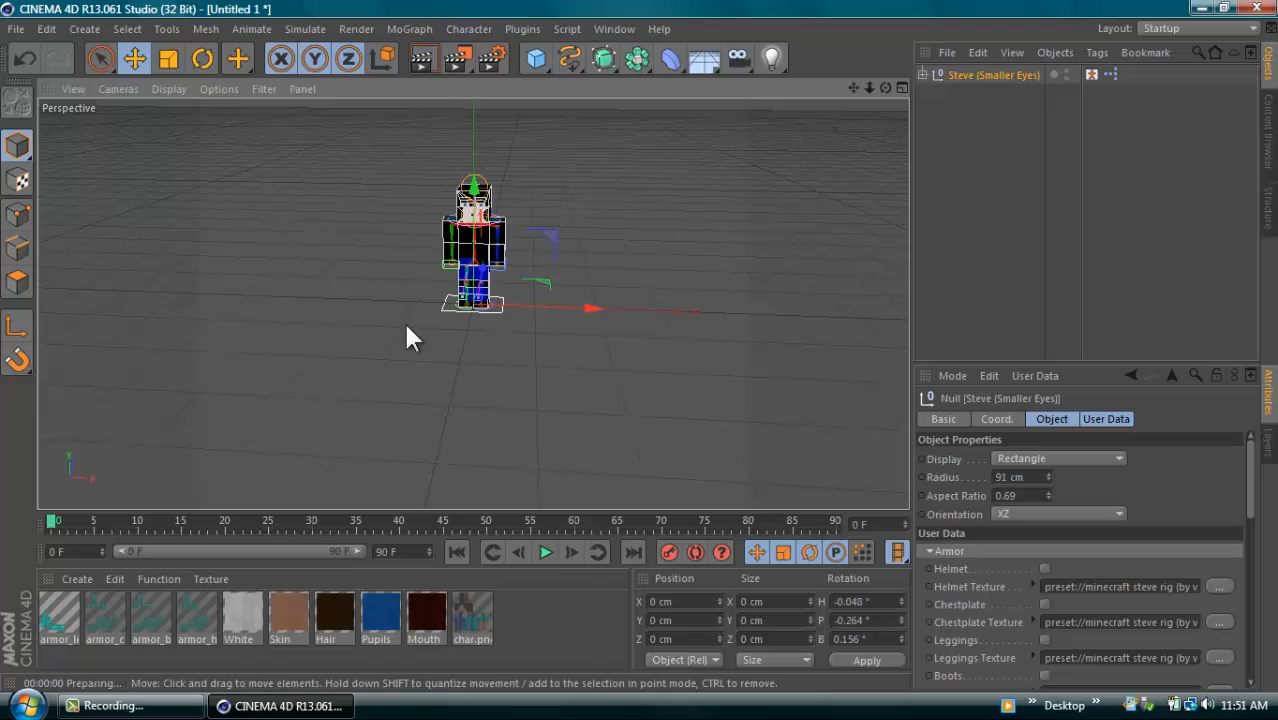 CINEMA 4D R13.061 Studio (32 Bit) - [Untitled 1 *]
File Edit Create Select Tools Mesh Animate Simulate Render MoGraph Character Plugins Script Window Help
Layout: Startup
X Y Z
File Edit View Objects Tags Bookmark
Steve (Smaller Eyes)
View Cameras Display Options Filter Panel
Perspective
Y
X
Objects
Content Browser
Structure
Attributes
Layers
Mode Edit User Data
Null [Steve (Smaller Eyes)]
Basic Coord. Object User Data
Object Properties
Display Rectangle
Radius 91 cm
Aspect Ratio 0.69
Orientation XZ
User Data
Armor
Helmet
Helmet Texture preset://minecraft steve rig (by v ...
Chestplate
Chestplate Texture preset://minecraft steve rig (by v ...
Leggings
Leggings Texture preset://minecraft steve rig (by v ...
Boots
0 5 10 15 20 25 30 35 40 45 50 55 60 65 70 75 80 85 90 0 F
0 F 0 F 90 F 90 F
Create Edit Function Texture
armor_le armor_c armor_b armor_h White Skin Hair Pupils Mouth char.pn
Position Size Rotation
X 0 cm X 0 cm H -0.048 °
Y 0 cm Y 0 cm P -0.264 °
Z 0 cm Z 0 cm B 0.156 °
Object (Rel) Size Apply
MAXON CINEMA 4D
00:00:00 Preparing... Move: Click and drag to move elements. Hold down SHIFT to quantize movement / add to the selection in point mode, CTRL to remove.
Recording... CINEMA 4D R13.061... Desktop 11:51 AM